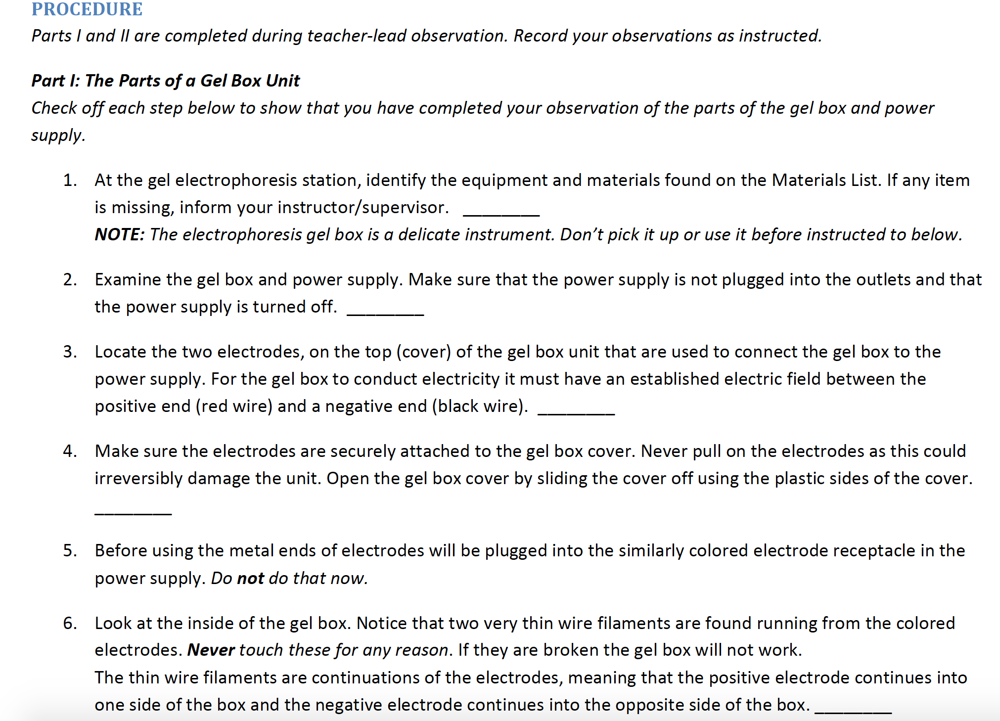 PROCEDURE
Parts I and II are completed during teacher-lead observation. Record your observations as instructed.
Part I: The Parts of a Gel Box Unit
Check off each step below to show that you have completed your observation of the parts of the gel box and power
supply.
1. At the gel electrophoresis station, identify the equipment and materials found on the Materials List. If any item
is missing, inform your instructor/supervisor. ________
NOTE: The electrophoresis gel box is a delicate instrument. Don’t pick it up or use it before instructed to below.
2. Examine the gel box and power supply. Make sure that the power supply is not plugged into the outlets and that
the power supply is turned off. ________
3. Locate the two electrodes, on the top (cover) of the gel box unit that are used to connect the gel box to the
power supply. For the gel box to conduct electricity it must have an established electric field between the
positive end (red wire) and a negative end (black wire). ________
4. Make sure the electrodes are securely attached to the gel box cover. Never pull on the electrodes as this could
irreversibly damage the unit. Open the gel box cover by sliding the cover off using the plastic sides of the cover.
________
5. Before using the metal ends of electrodes will be plugged into the similarly colored electrode receptacle in the
power supply. Do not do that now.
6. Look at the inside of the gel box. Notice that two very thin wire filaments are found running from the colored
electrodes. Never touch these for any reason. If they are broken the gel box will not work.
The thin wire filaments are continuations of the electrodes, meaning that the positive electrode continues into
one side of the box and the negative electrode continues into the opposite side of the box. ________